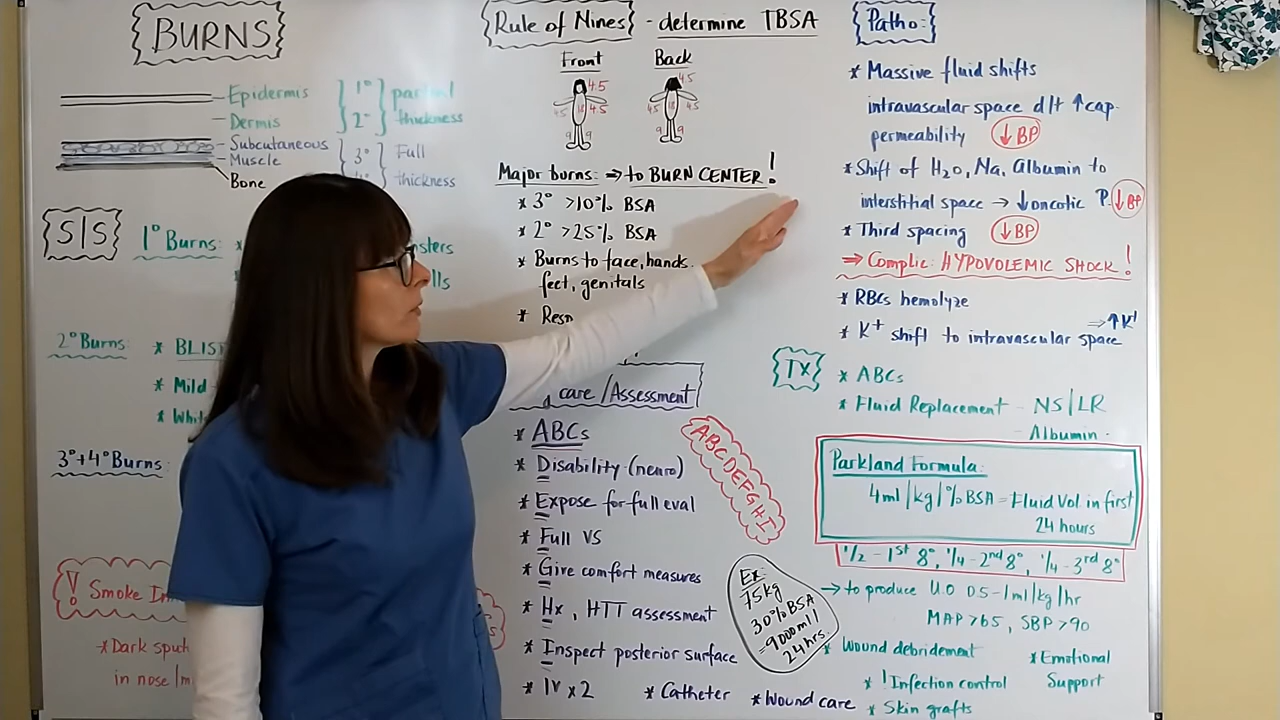 BURNS
Epidermis
Dermis
Subcutaneous
Muscle
Bone
1° partial
2° thickness
3° Full
thickness
S/S
1° Burns: *
2° Burns: *
* Mild
3°+4° Burns:
! Smoke
* Dark
in nose/
Rule of Nines - determine TBSA
Front Back
4.5 4.5
4.5 4.5 4.5 4.5
9 9 9 9
Major burns: ⇒ to BURN CENTER!
* 3° >10% BSA
* 2° >25% BSA
* Burns to face, hands
feet, genitals
*
care/Assessment
* ABCs
* Disability (neuro)
* Expose for full eval
* Full VS
* Give comfort measures
* Hx, HTT assessment
* Inspect posterior surface
* IV x2 * Catheter * Wound care
ABCDEFGHI
Ex:
75kg
30% BSA
=9000ml/
24hrs
Patho:
* Massive fluid shifts
intravascular space d/t ↑cap.
permeability ↓BP
* Shift of H2O, Na, Albumin to
interstitial space → ↓oncotic P. ↓BP
* Third spacing ↓BP
⇒ Complic: HYPOVOLEMIC SHOCK!
* RBCs hemolyze
* K+ shift to intravascular space ⇒ ↑K+
TX
* ABCs
* Fluid Replacement - NS/LR
- Albumin
Parkland Formula:
4ml/kg/%BSA = Fluid Vol in first
24 hours
1/2 - 1st 8°, 1/4 - 2nd 8°, 1/4 - 3rd 8°
→ to produce U.O 0.5-1ml/kg/hr
MAP >65, SBP >90
* Wound debridement
* Emotional
Support
* ! Infection control
* Skin grafts